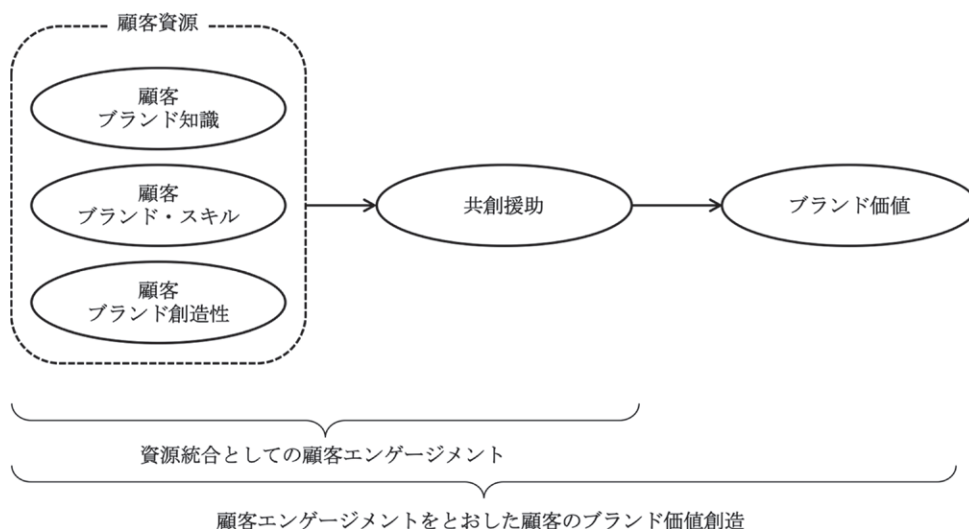 顧客資源
顧客
ブランド知識
顧客
ブランド・スキル
顧客
ブランド創造性
共創援助
ブランド価値
資源統合としての顧客エンゲージメント
顧客エンゲージメントをとおした顧客のブランド価値創造